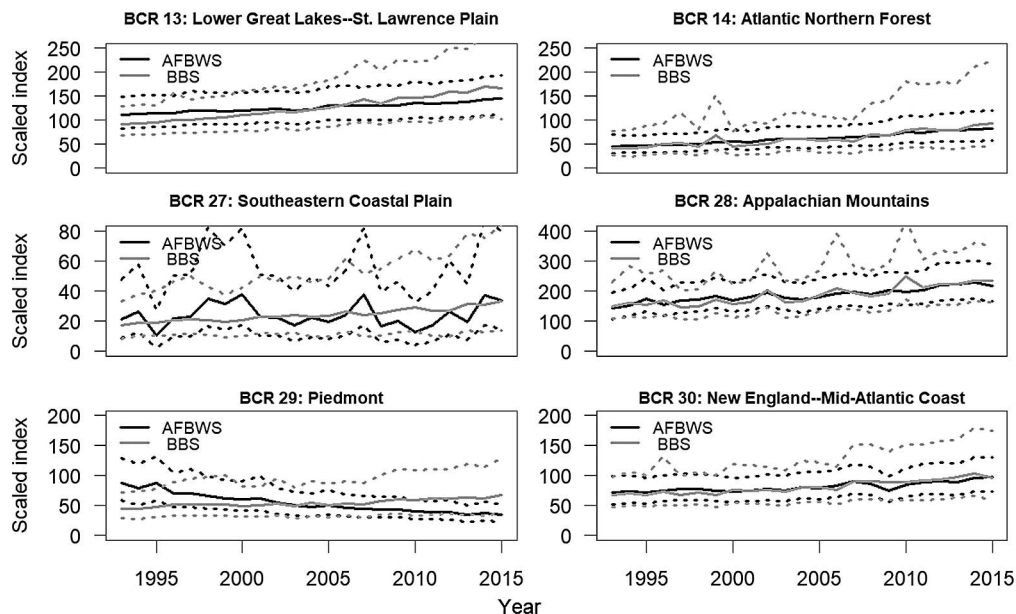 BCR 13: Lower Great Lakes--St. Lawrence Plain
BCR 14: Atlantic Northern Forest
Scaled index
250
200
150
100
50
0
AFBWS
BBS
250
200
150
100
50
0
AFBWS
BBS
BCR 27: Southeastern Coastal Plain
BCR 28: Appalachian Mountains
Scaled index
80
60
40
20
0
AFBWS
BBS
400
300
200
100
0
AFBWS
BBS
BCR 29: Piedmont
BCR 30: New England--Mid-Atlantic Coast
Scaled index
200
150
100
50
0
AFBWS
BBS
200
150
100
50
0
AFBWS
BBS
1995 2000 2005 2010 2015
1995 2000 2005 2010 2015
Year